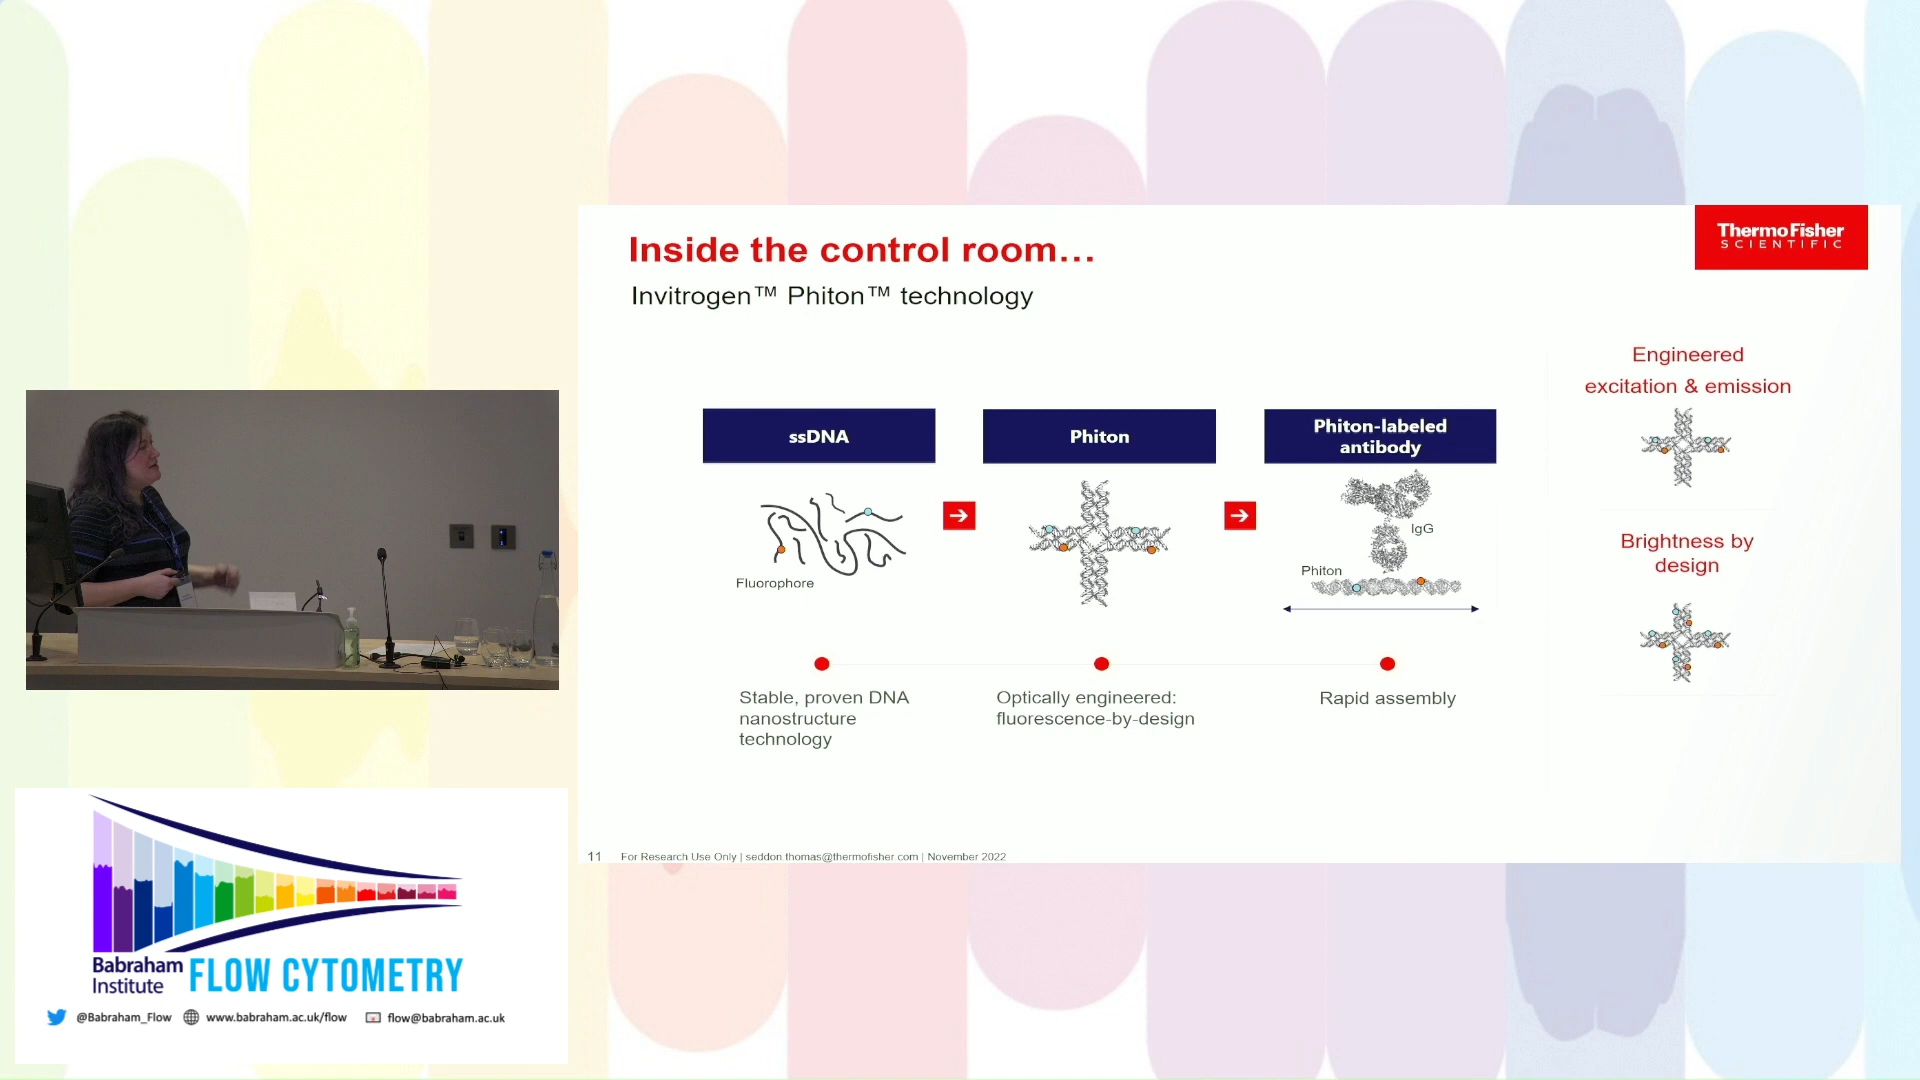 Inside the control room...
Invitrogen™ Phiton™ technology
ThermoFisher
SCIENTIFIC
ssDNA
Fluorophore
Stable, proven DNA
nanostructure
technology
Phiton
Optically engineered:
fluorescence-by-design
Phiton-labeled
antibody
IgG
Phiton
Rapid assembly
Engineered
excitation & emission
Brightness by
design
11 For Research Use Only | seddon.thomas@thermofisher.com | November 2022
Babraham
Institute
FLOW CYTOMETRY
@Babraham_Flow www.babraham.ac.uk/flow flow@babraham.ac.uk